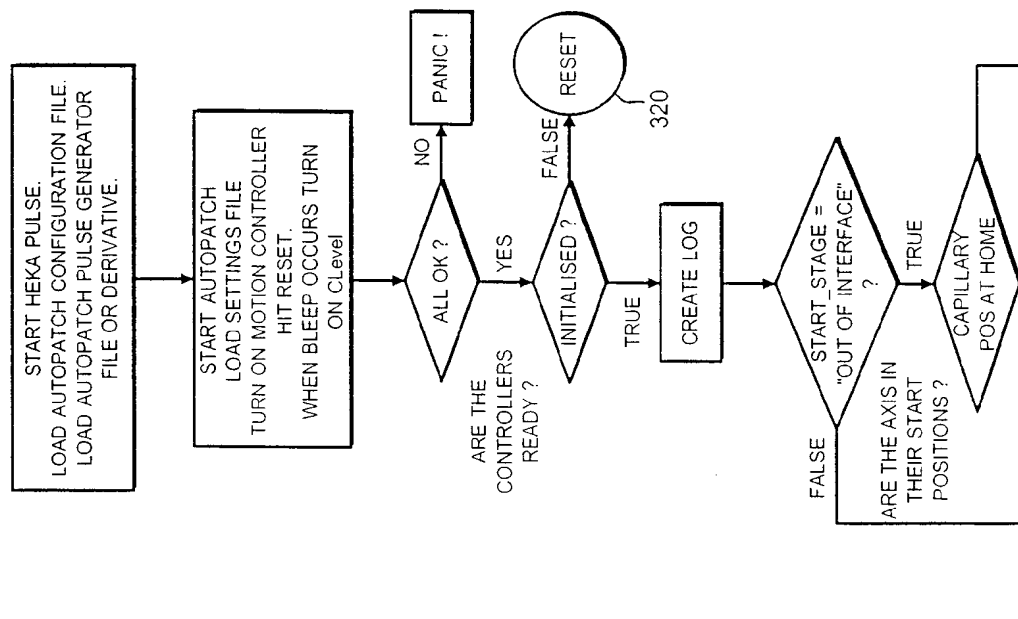 START HEKA PULSE.
LOAD AUTOPATCH CONFIGURATION FILE.
LOAD AUTOPATCH PULSE GENERATOR
FILE OR DERIVATIVE.
START AUTOPATCH
LOAD SETTINGS FILE
TURN ON MOTION CONTROLLER
HIT RESET.
WHEN BLEEP OCCURS TURN
ON CLevel
ALL OK ?
NO
PANIC !
YES
ARE THE
CONTROLLERS
READY ?
INITIALISED ?
FALSE
RESET
320
TRUE
CREATE LOG
START_STAGE =
"OUT OF INTERFACE"
?
FALSE
TRUE
ARE THE AXIS IN
THEIR START
POSITIONS ?
CAPILLARY
POS AT HOME